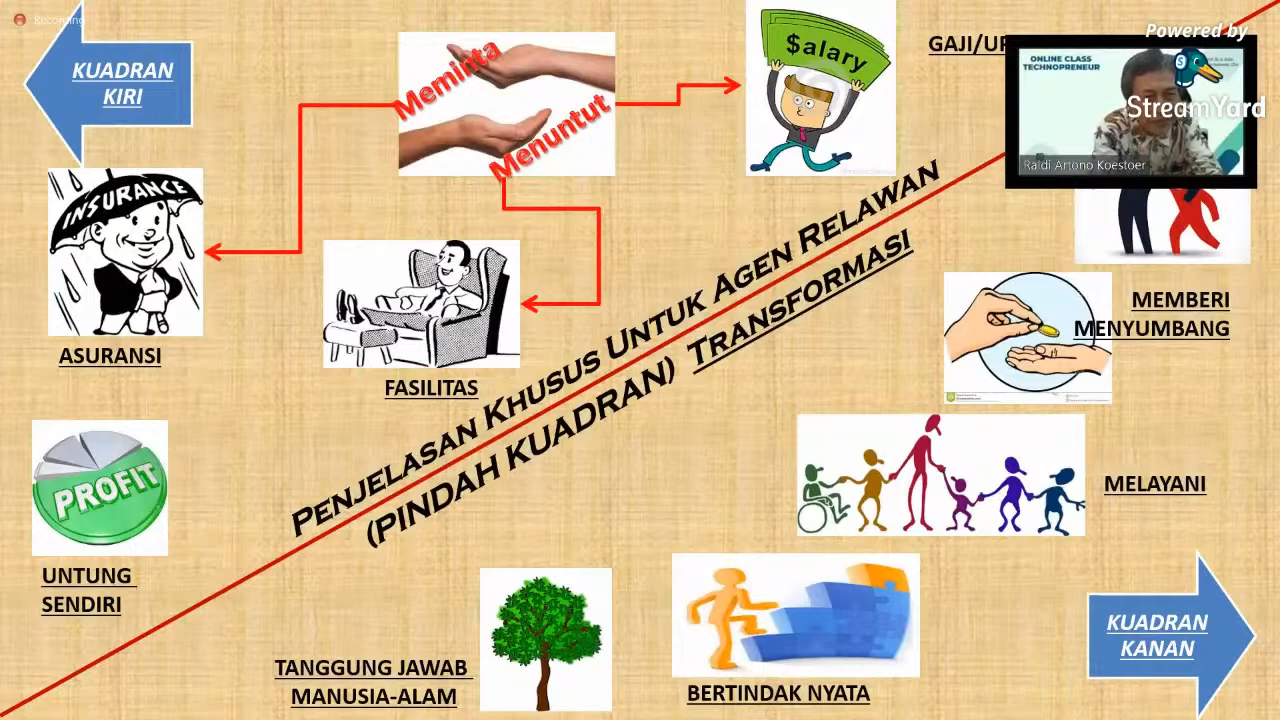 Recording
KUADRAN
KIRI
Meminta
Menuntut
$alary
GAJI/UP
Powered by
StreamYard
ONLINE CLASS
TECHNOPRENEUR
Raldi Artono Koestoer
INSURANCE
ASURANSI
FASILITAS
PENJELASAN KHUSUS UNTUK AGEN RELAWAN
(PINDAH KUADRAN) TRANSFORMASI
MEMBERI
MENYUMBANG
MELAYANI
PROFIT
UNTUNG
SENDIRI
TANGGUNG JAWAB
MANUSIA-ALAM
BERTINDAK NYATA
KUADRAN
KANAN